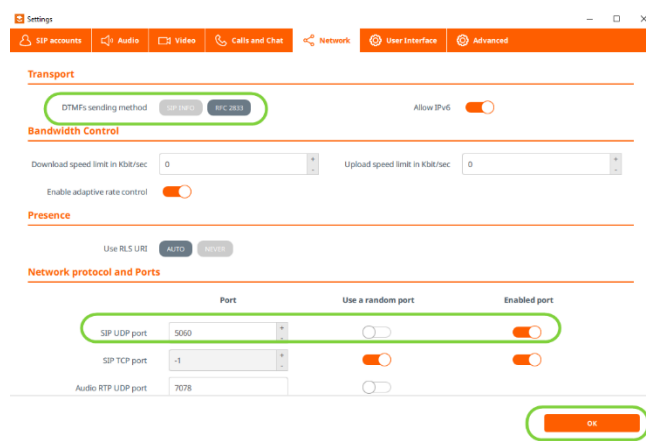 Settings
SIP accounts Audio Video Calls and Chat Network User Interface Advanced
Transport
DTMFs sending method SIP INFO RFC 2833 Allow IPv6
Bandwidth Control
Download speed limit in Kbit/sec 0 + - Upload speed limit in Kbit/sec 0 + -
Enable adaptive rate control
Presence
Use RLS URI AUTO NEVER
Network protocol and Ports
Port Use a random port Enabled port
SIP UDP port 5060 + -
SIP TCP port -1 + -
Audio RTP UDP port 7078
OK